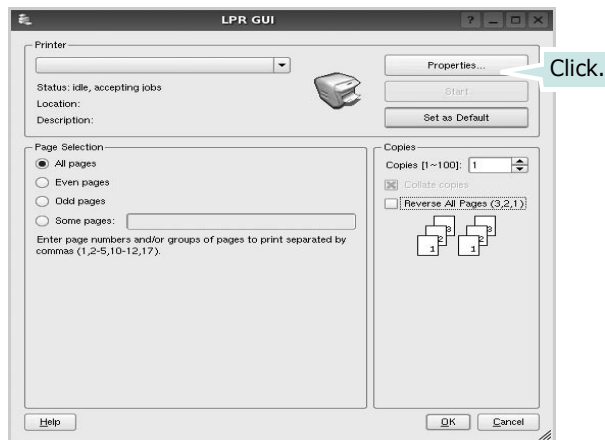 LPR GUI
Printer
Properties...
Click.
Status: idle, accepting jobs
Start...
Location:
Description:
Set as Default
Page Selection
Copies
All pages
Copies [1~100]: 1
Even pages
Collate copies
Odd pages
Reverse All Pages (3,2,1)
Some pages:
Enter page numbers and/or groups of pages to print separated by
commas (1,2-5,10-12,17).
3 3
2 2
1 1
Help
OK
Cancel